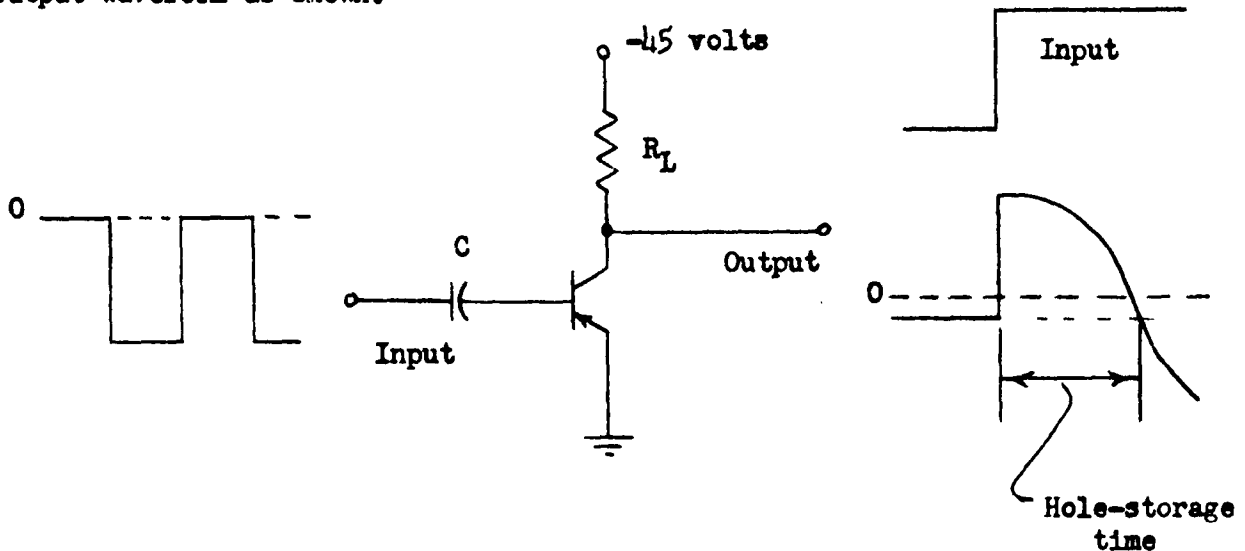 output waveform as shown:
-45 volts
Input
R_L
0
C
Output
0
Input
Hole-storage
time